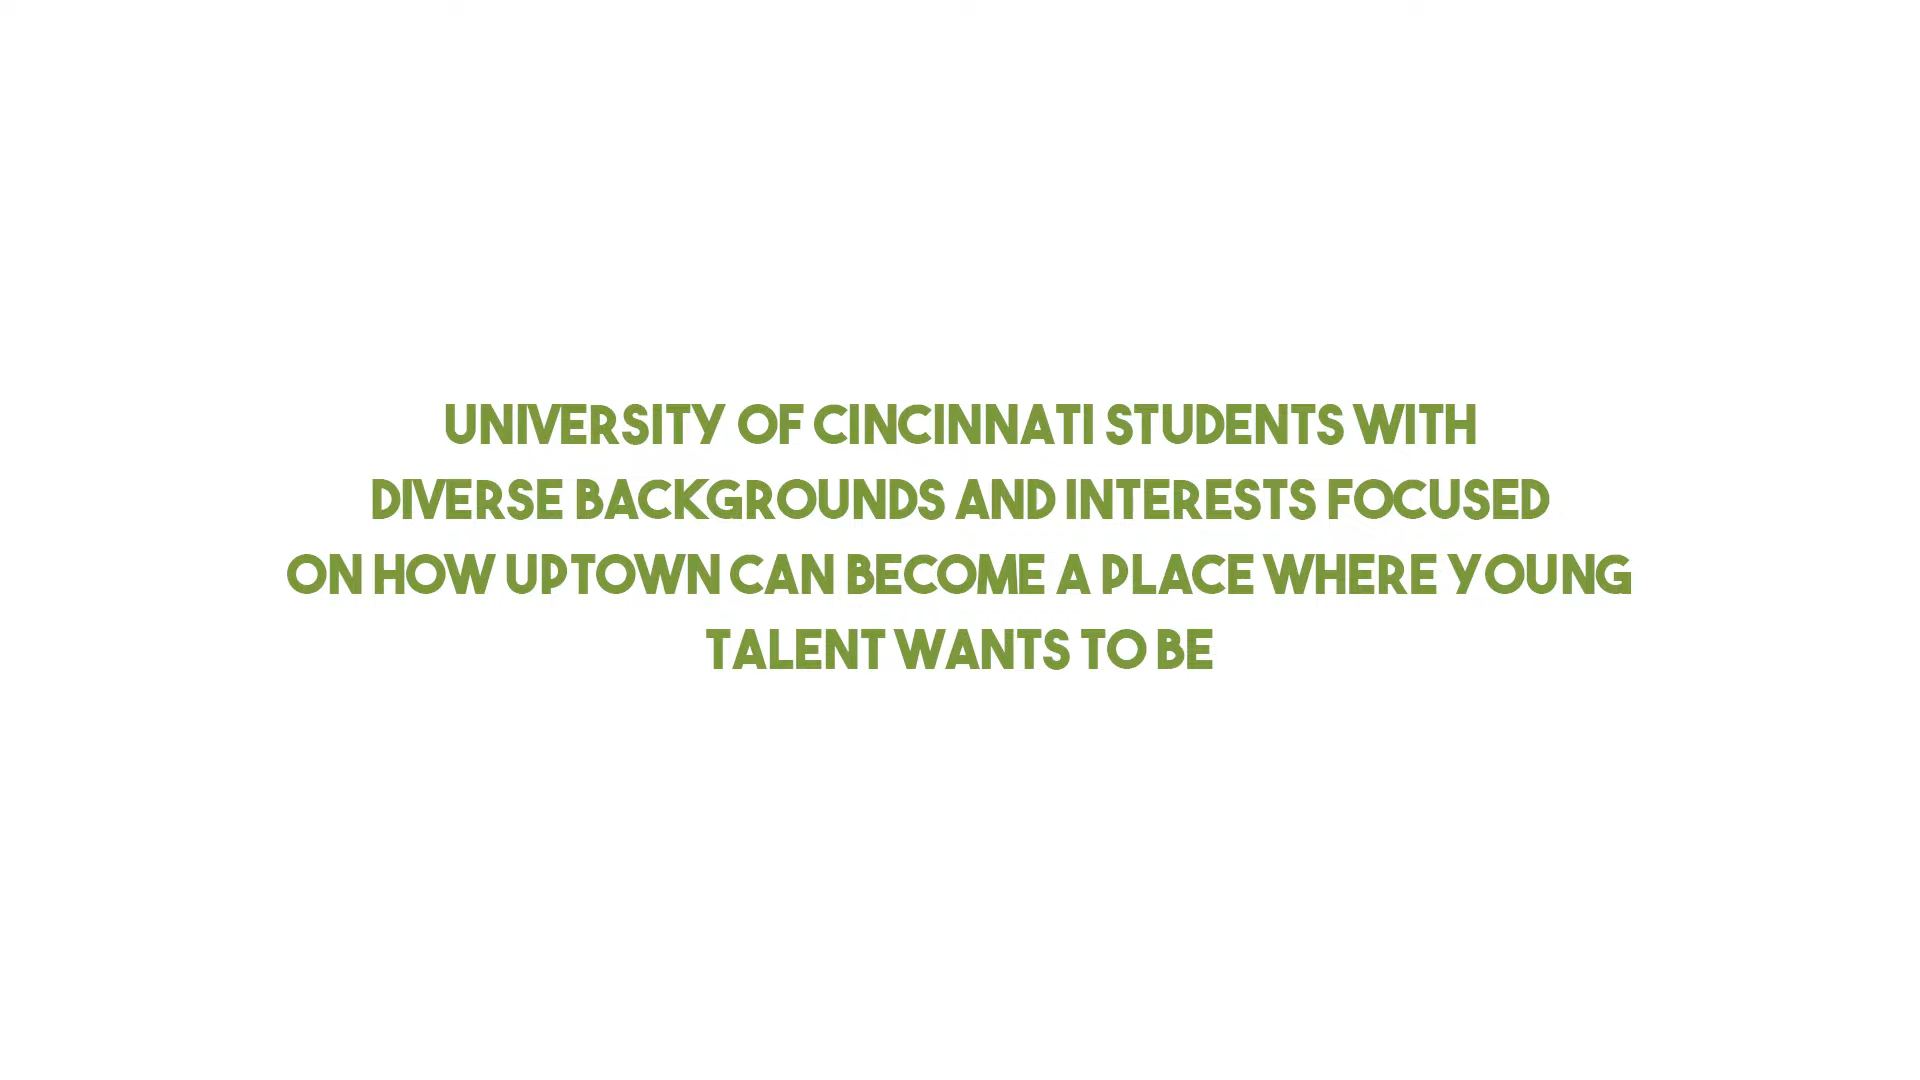 UNIVERSITY OF CINCINNATI STUDENTS WITH
DIVERSE BACKGROUNDS AND INTERESTS FOCUSED
ON HOW UPTOWN CAN BECOME A PLACE WHERE YOUNG
TALENT WANTS TO BE